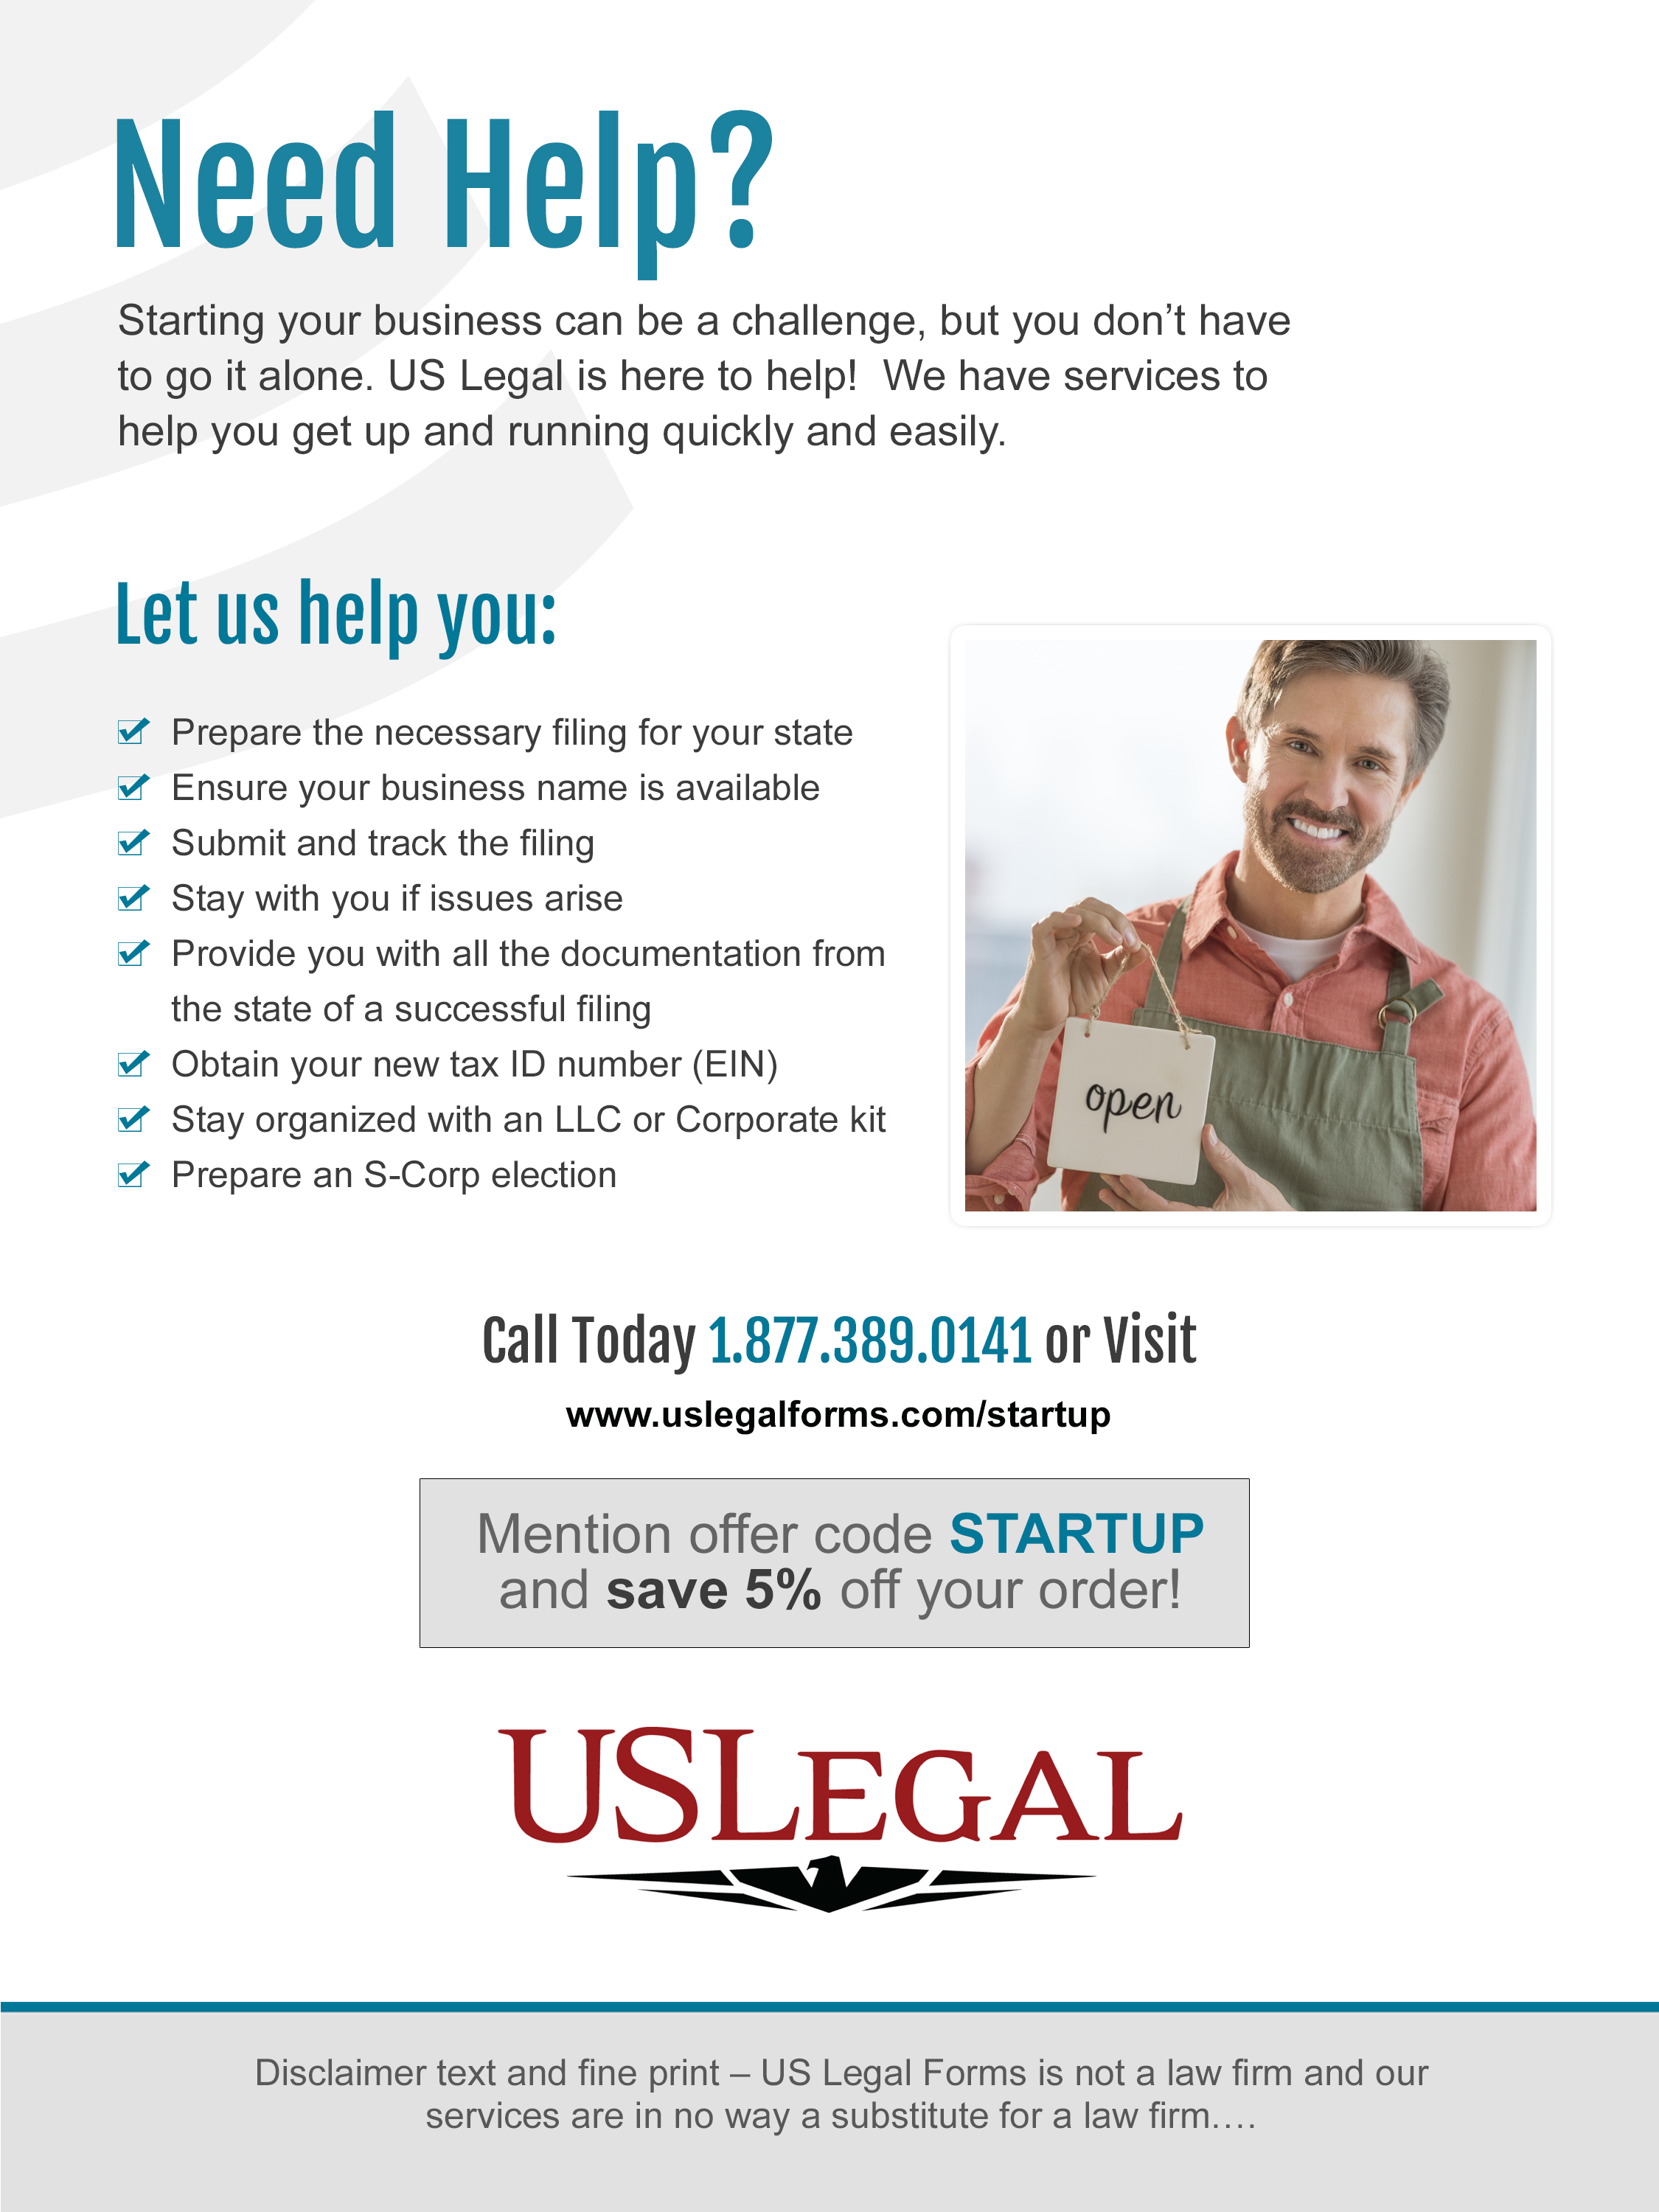 Need Help?
Starting your business can be a challenge, but you don’t have
to go it alone. US Legal is here to help!  We have services to
help you get up and running quickly and easily.
Let us help you:
Prepare the necessary filing for your state
Ensure your business name is available
Submit and track the filing
Stay with you if issues arise
Provide you with all the documentation from
the state of a successful filing
Obtain your new tax ID number (EIN)
Stay organized with an LLC or Corporate kit
Prepare an S-Corp election
open
Call Today 1.877.389.0141 or Visit
www.uslegalforms.com/startup
Mention offer code STARTUP
and save 5% off your order!
USLEGAL
Disclaimer text and fine print – US Legal Forms is not a law firm and our
services are in no way a substitute for a law firm….